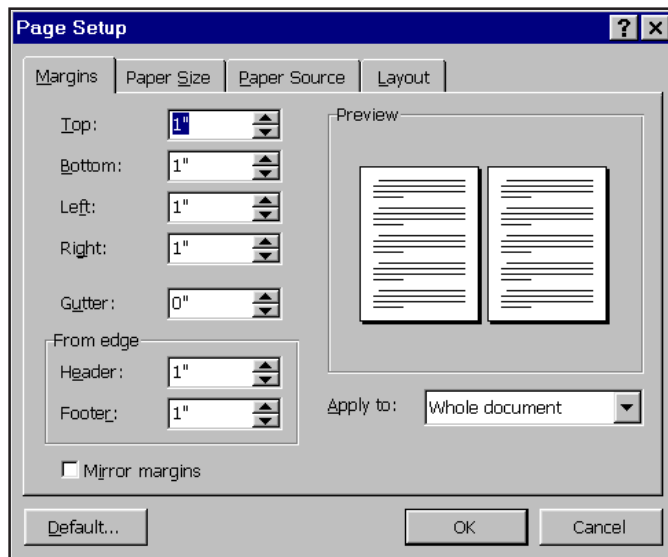 Page Setup
Margins Paper Size Paper Source Layout
Top: 1"
Bottom: 1"
Left: 1"
Right: 1"
Gutter: 0"
From edge
Header: 1"
Footer: 1"
Mirror margins
Preview
Apply to: Whole document
Default... OK Cancel